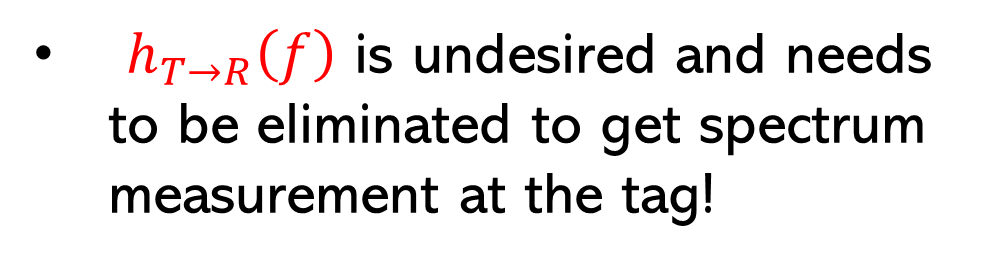 • h_{T→R}(f) is undesired and needs
to be eliminated to get spectrum
measurement at the tag!